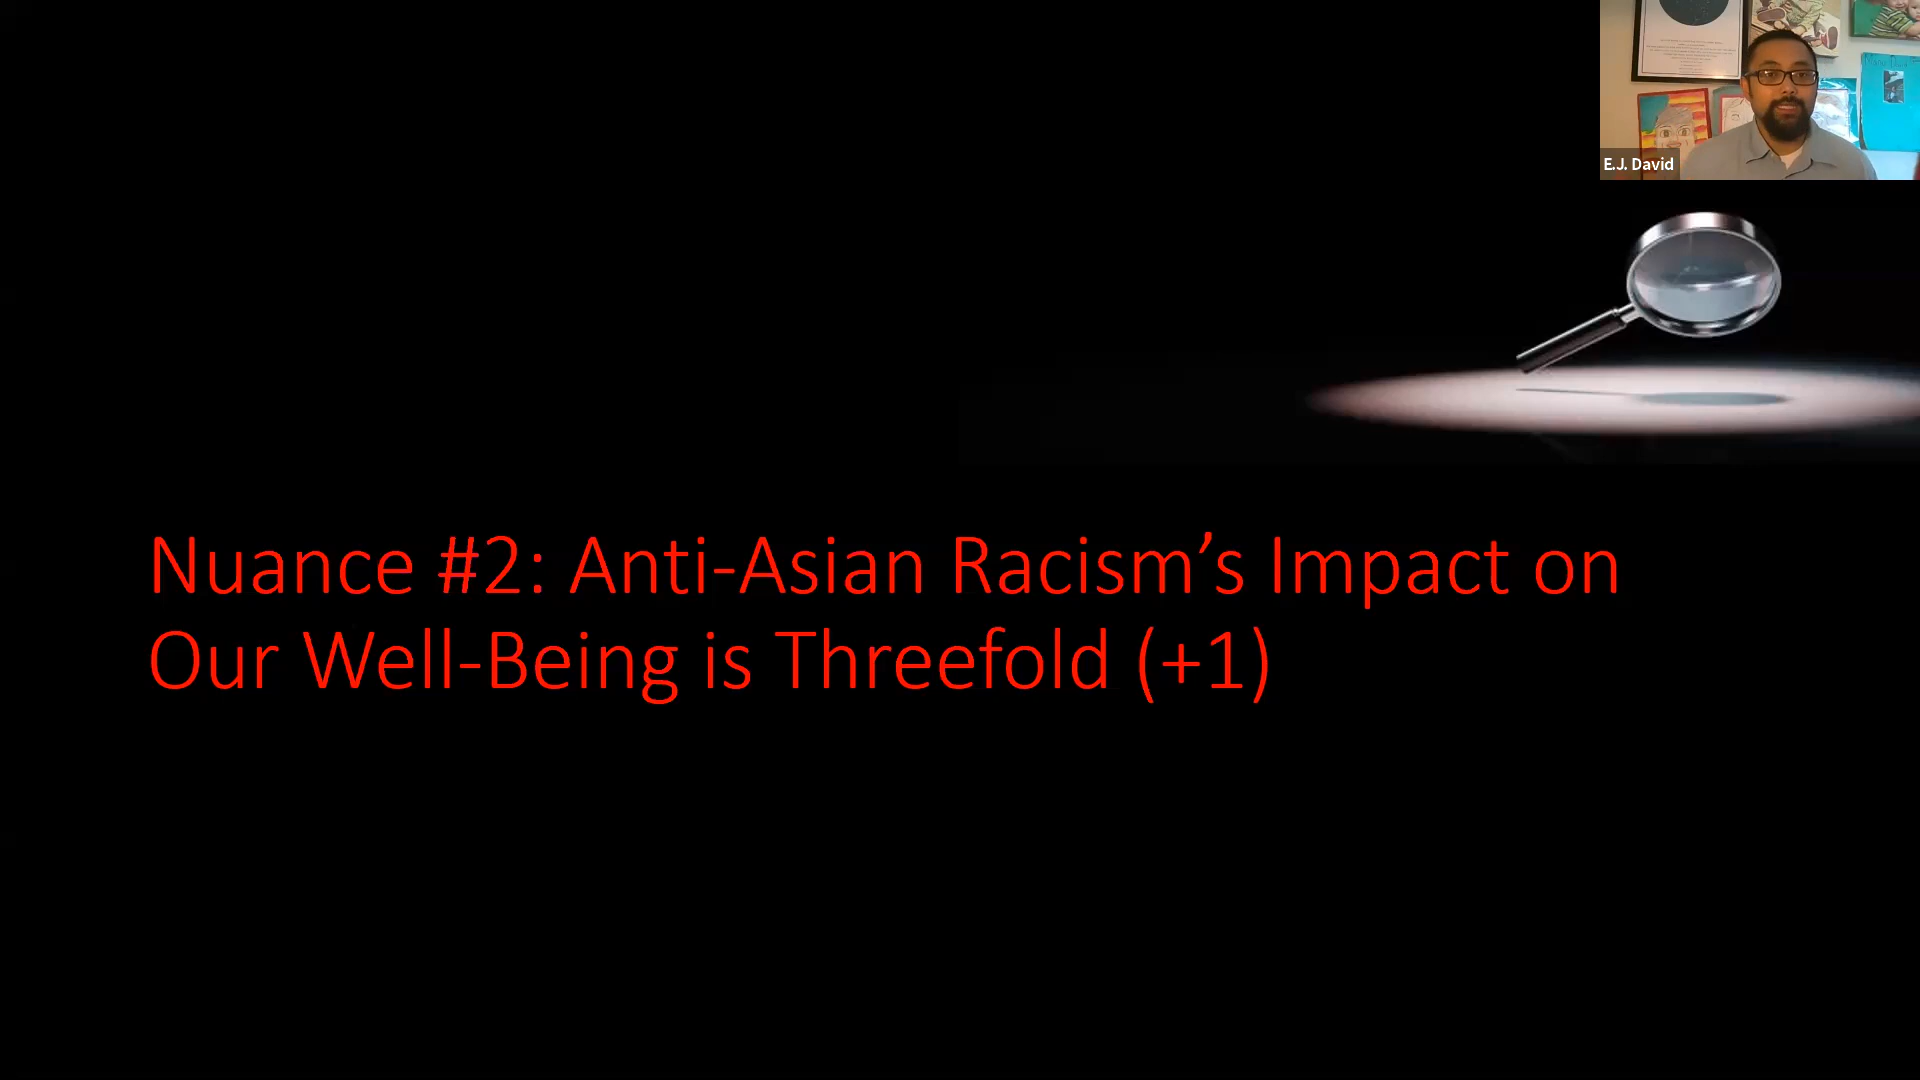 E.J. David
Nuance #2: Anti-Asian Racism’s Impact on
Our Well-Being is Threefold (+1)